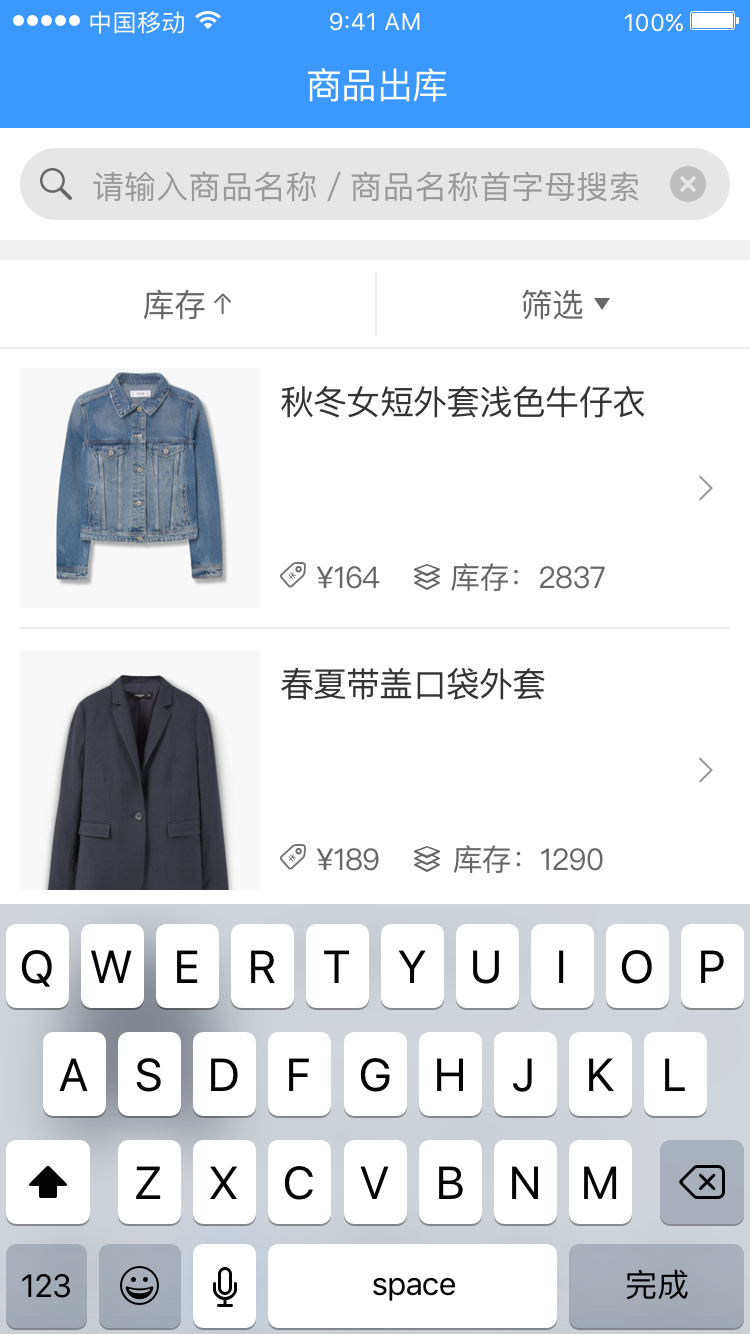 中国移动 9:41 AM 100%
商品出库
请输入商品名称 / 商品名称首字母搜索
库存↑ 筛选▼
秋冬女短外套浅色牛仔衣
¥164 库存：2837
春夏带盖口袋外套
¥189 库存：1290
Q W E R T Y U I O P
A S D F G H J K L
Z X C V B N M
123 space 完成